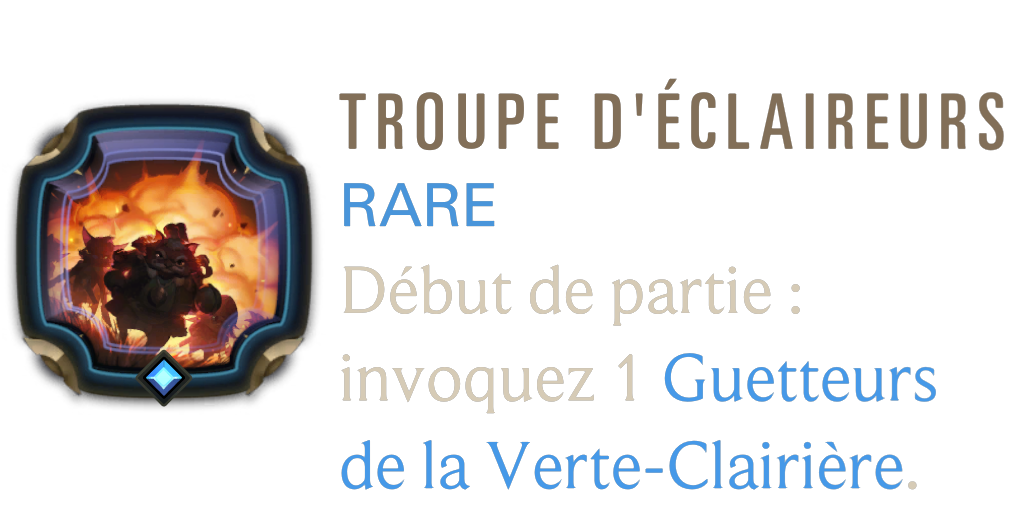 TROUPE D'ÉCLAIREURS
RARE
Début de partie :
invoquez 1 Guetteurs
de la Verte-Clairière.